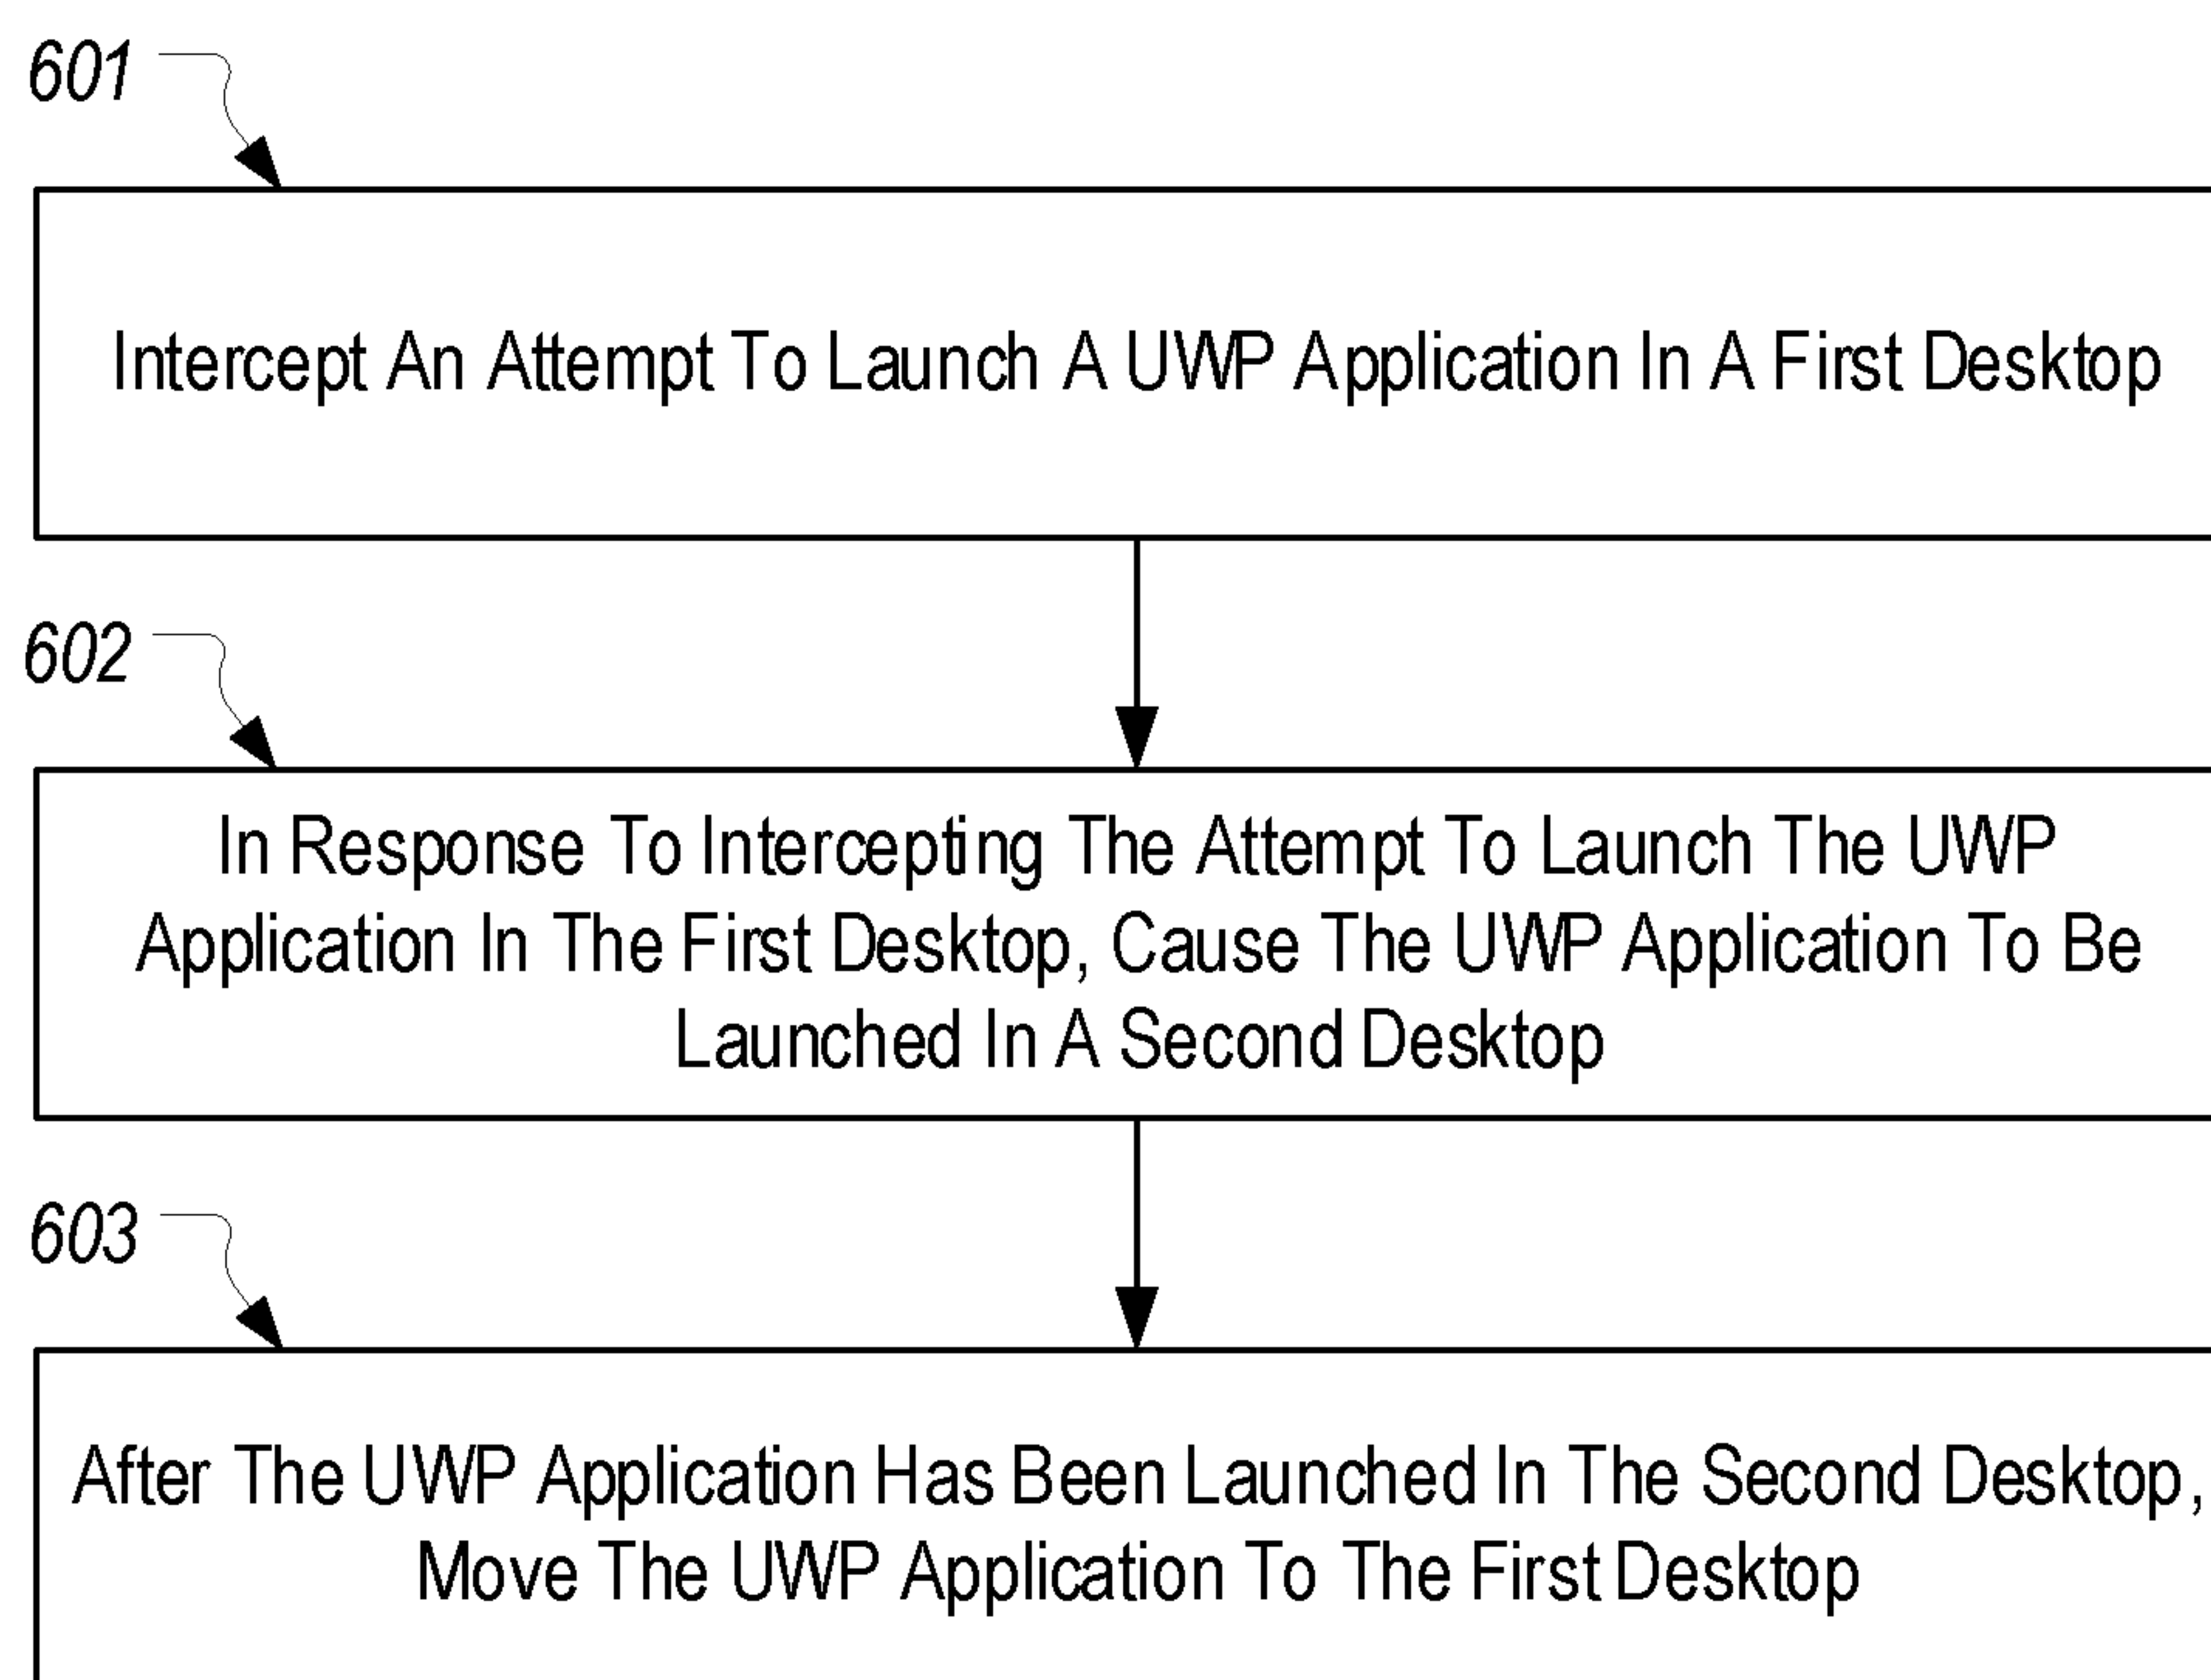 601
Intercept An Attempt To Launch A UWP Application In A First Desktop
602
In Response To Intercepting The Attempt To Launch The UWP
Application In The First Desktop, Cause The UWP Application To Be
Launched In A Second Desktop
603
After The UWP Application Has Been Launched In The Second Desktop,
Move The UWP Application To The First Desktop